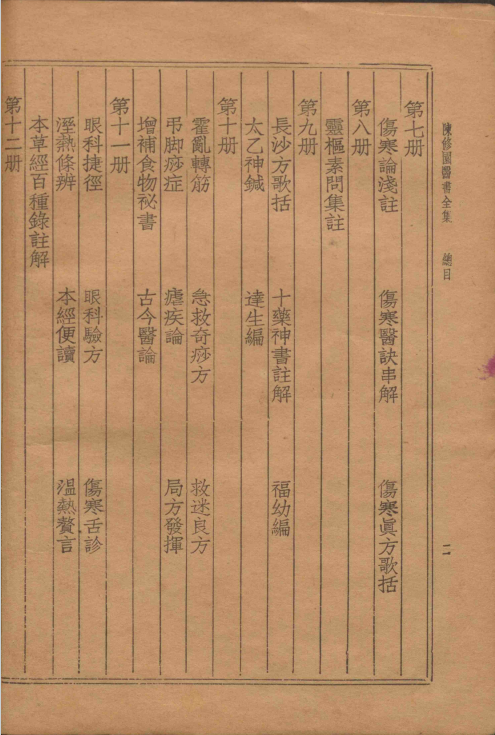 陳修園醫書全集　總目　二
第七册
傷寒論淺註　傷寒醫訣串解　傷寒眞方歌括
第八册
靈樞素問集註
第九册
長沙方歌括　十藥神書註解　福幼編
太乙神鍼　達生編
第十册
霍亂轉筋　急救奇痧方　救迷良方
弔脚痧症　瘧疾論　局方發揮
增補食物祕書　古今醫論
第十一册
眼科捷徑　眼科驗方　傷寒舌診
溼熱條辨　本經便讀　溫熱贅言
本草經百種錄註解
第十二册